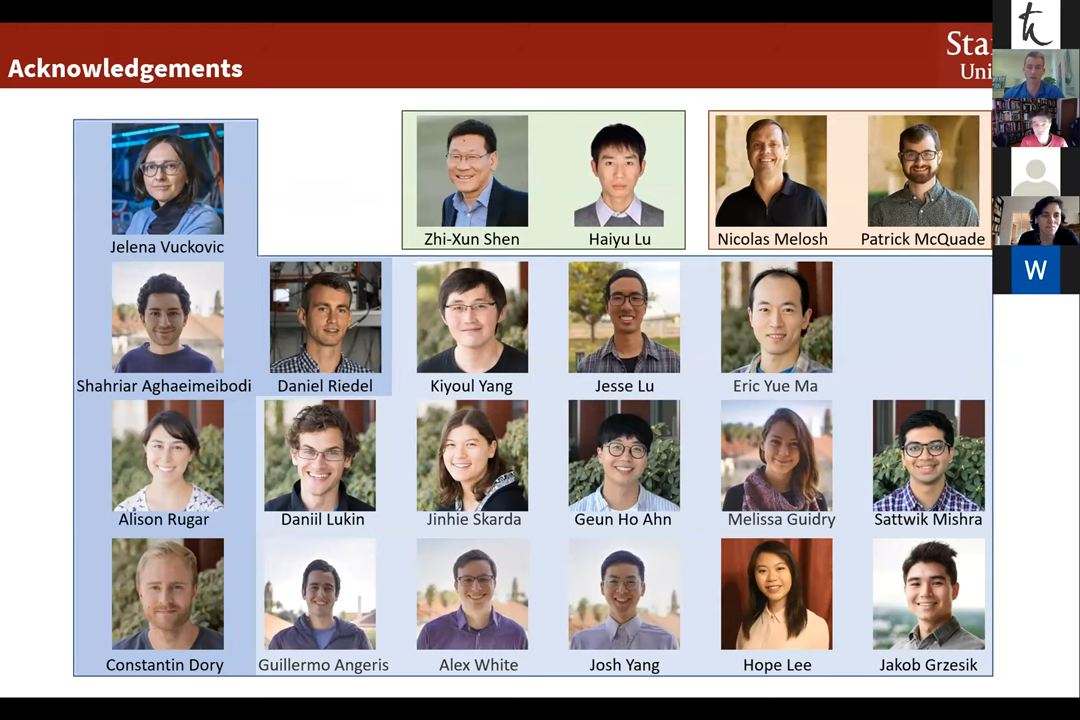 Acknowledgements
Sta
Uni
Jelena Vuckovic
Zhi-Xun Shen
Haiyu Lu
Nicolas Melosh
Patrick McQuade
Shahriar Aghaeimeibodi
Daniel Riedel
Kiyoul Yang
Jesse Lu
Eric Yue Ma
Alison Rugar
Daniil Lukin
Jinhie Skarda
Geun Ho Ahn
Melissa Guidry
Sattwik Mishra
Constantin Dory
Guillermo Angeris
Alex White
Josh Yang
Hope Lee
Jakob Grzesik
W